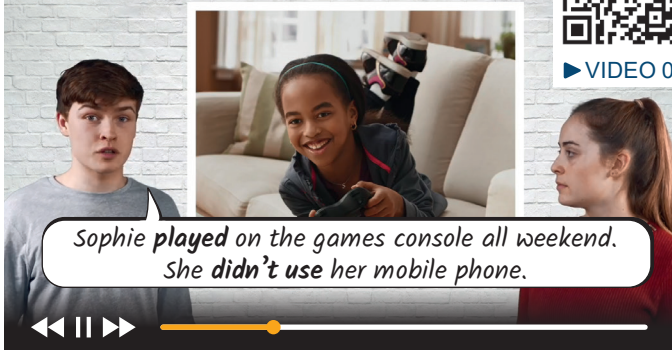 VIDEO 0
Sophie played on the games console all weekend.
She didn't use her mobile phone.